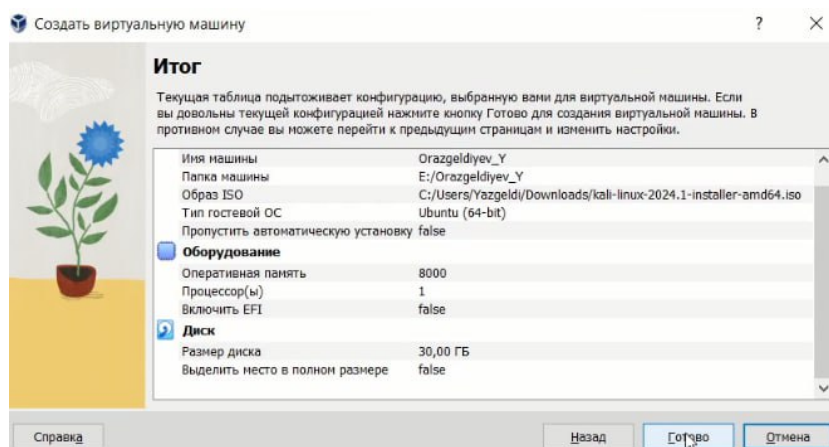 Создать виртуальную машину
Итог
Текущая таблица подытоживает конфигурацию, выбранную вами для виртуальной машины. Если
вы довольны текущей конфигурацией нажмите кнопку Готово для создания виртуальной машины. В
противном случае вы можете перейти к предыдущим страницам и изменить настройки.
Имя машины Orazgeldiyev_Y
Папка машины E:/Orazgeldiyev_Y
Образ ISO C:/Users/Yazgeldi/Downloads/kali-linux-2024.1-installer-amd64.iso
Тип гостевой ОС Ubuntu (64-bit)
Пропустить автоматическую установку false
Оборудование
Оперативная память 8000
Процессор(ы) 1
Включить EFI false
Диск
Размер диска 30,00 ГБ
Выделить место в полном размере false
Справка Назад Готово Отмена